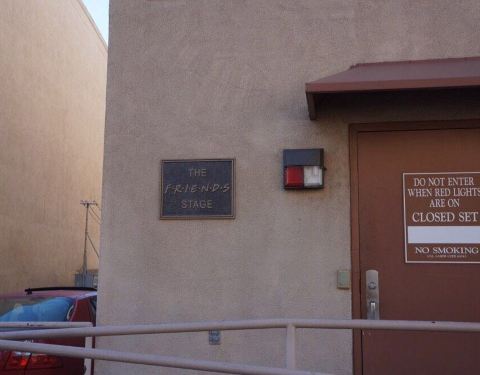 THE
F·R·I·E·N·D·S
STAGE
DO NOT ENTER
WHEN RED LIGHTS
ARE ON
CLOSED SET
NO SMOKING